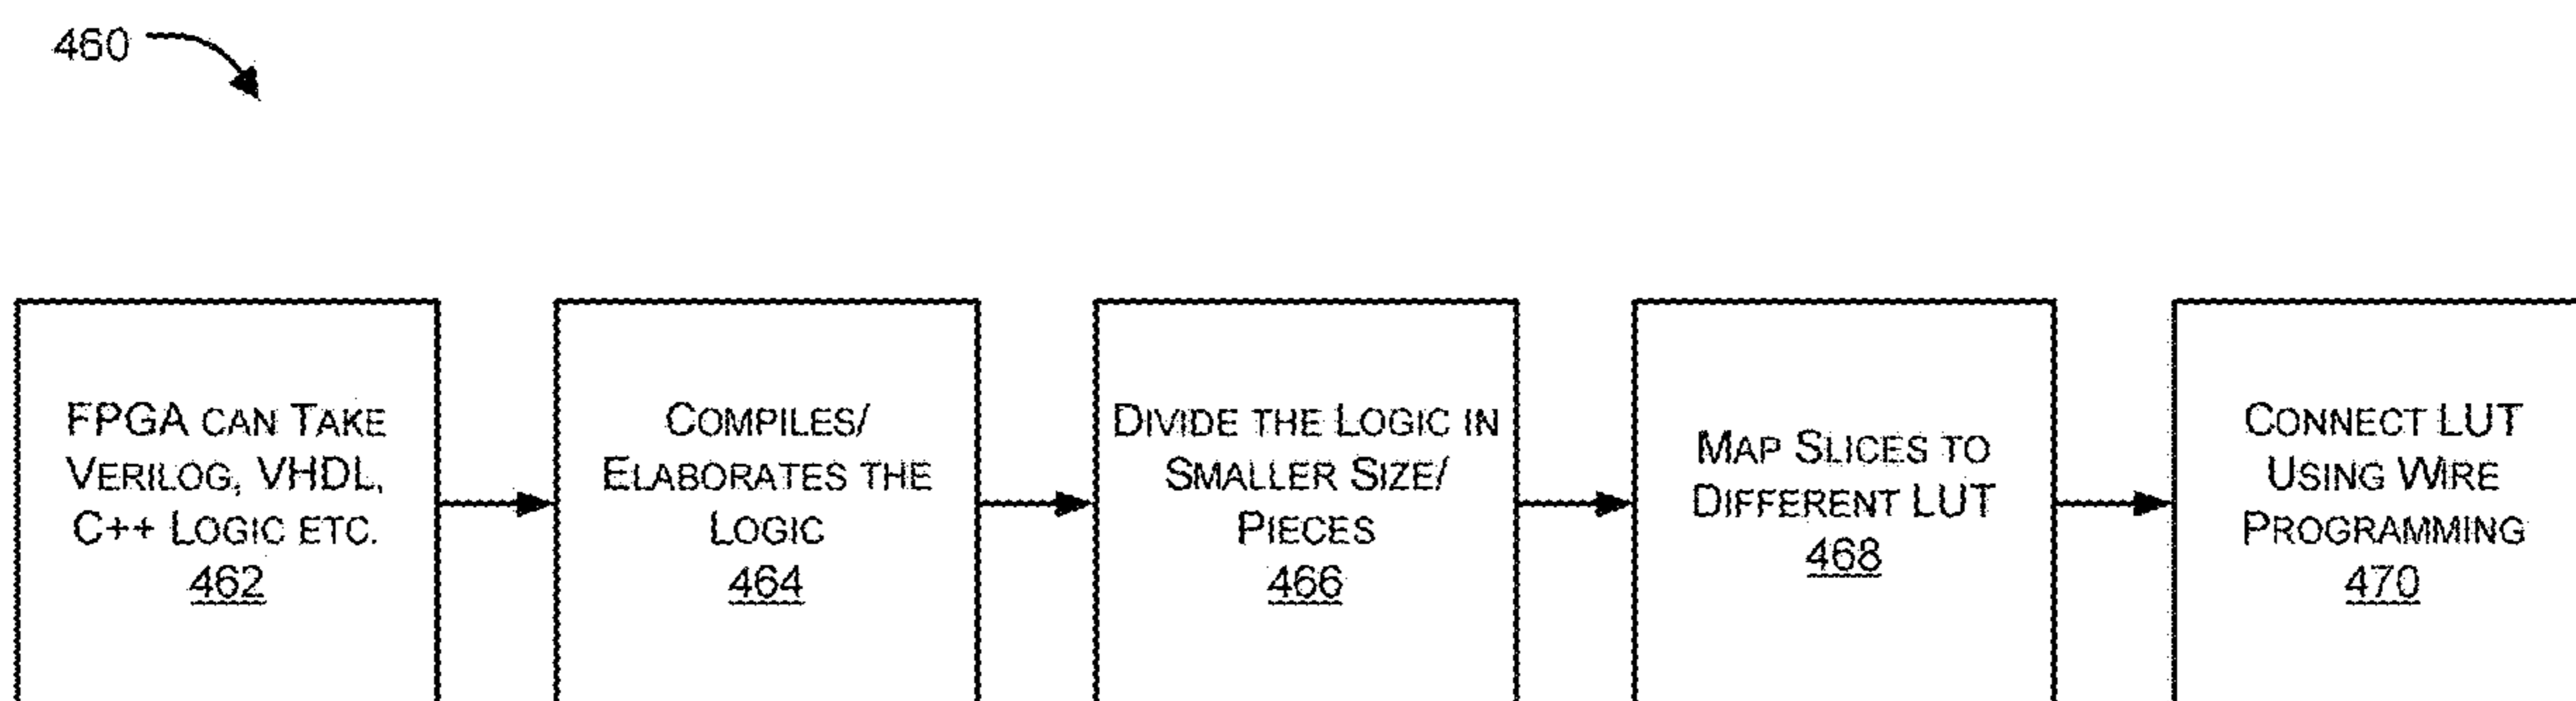 460
FPGA CAN TAKE
VERILOG, VHDL,
C++ LOGIC ETC.
462
COMPILES/
ELABORATES THE
LOGIC
464
DIVIDE THE LOGIC IN
SMALLER SIZE/
PIECES
466
MAP SLICES TO
DIFFERENT LUT
468
CONNECT LUT
USING WIRE
PROGRAMMING
470